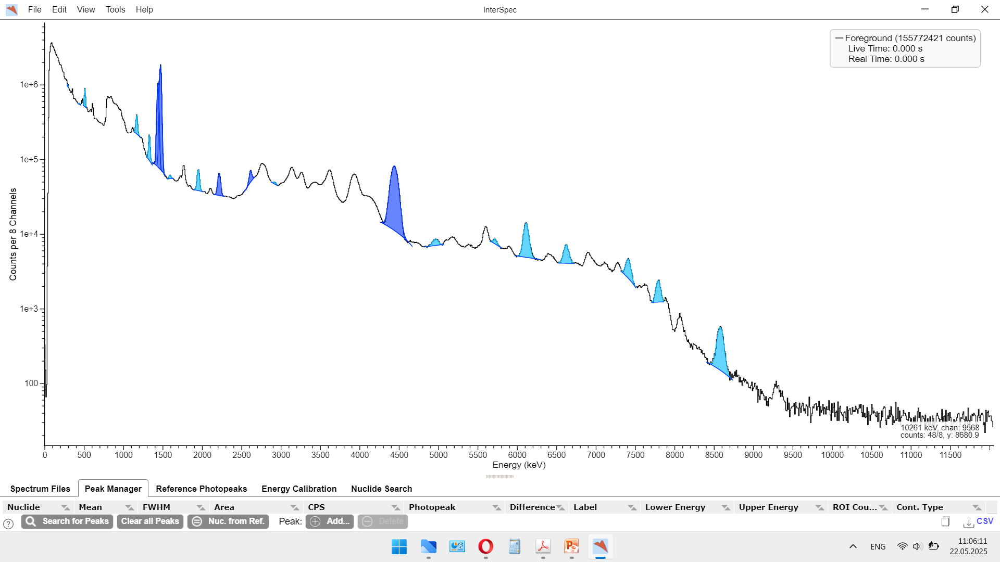 File Edit View Tools Help
InterSpec
Foreground (155772421 counts)
Live Time: 0.000 s
Real Time: 0.000 s
1e+6
1e+5
1e+4
1e+3
100
Counts per 8 Channels
10261 keV, chan: 9568
counts: 48/8, y: 8680.9
0 500 1000 1500 2000 2500 3000 3500 4000 4500 5000 5500 6000 6500 7000 7500 8000 8500 9000 9500 10000 10500 11000 11500
Energy (keV)
Spectrum Files Peak Manager Reference Photopeaks Energy Calibration Nuclide Search
Nuclide Mean FWHM Area CPS Photopeak Difference Label Lower Energy Upper Energy ROI Cou... Cont. Type
? Search for Peaks Clear all Peaks Nuc. from Ref. Peak: Add... Delete CSV
ENG
11:06:11
22.05.2025